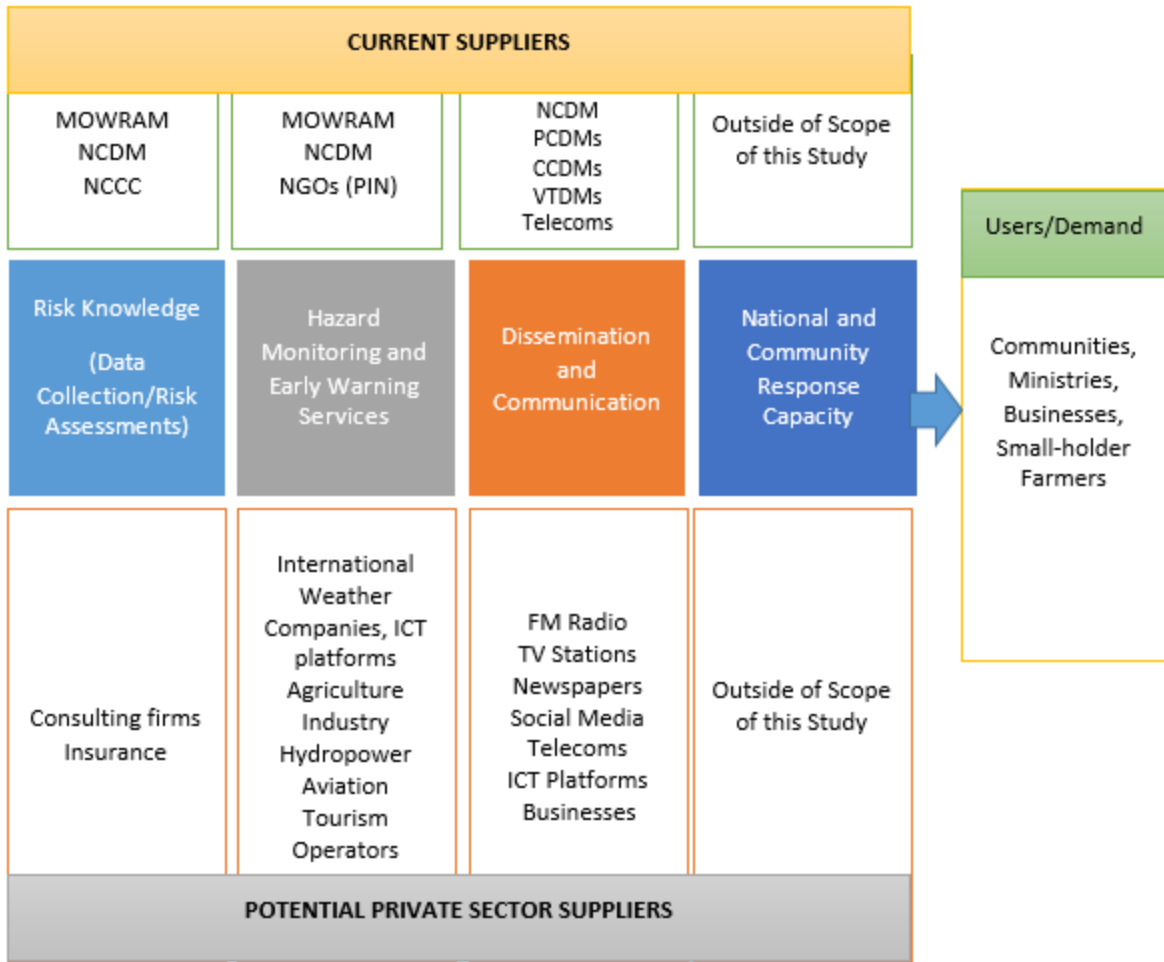 CURRENT SUPPLIERS
MOWRAM
NCDM
NCCC
MOWRAM
NCDM
NGOs (PIN)
NCDM
PCDMs
CCDMs
VTDMs
Telecoms
Outside of Scope
of this Study
Risk Knowledge
(Data
Collection/Risk
Assessments)
Hazard
Monitoring and
Early Warning
Services
Dissemination
and
Communication
National and
Community
Response
Capacity
Users/Demand
Communities,
Ministries,
Businesses,
Small-holder
Farmers
Consulting firms
Insurance
International
Weather
Companies, ICT
platforms
Agriculture
Industry
Hydropower
Aviation
Tourism
Operators
FM Radio
TV Stations
Newspapers
Social Media
Telecoms
ICT Platforms
Businesses
Outside of Scope
of this Study
POTENTIAL PRIVATE SECTOR SUPPLIERS